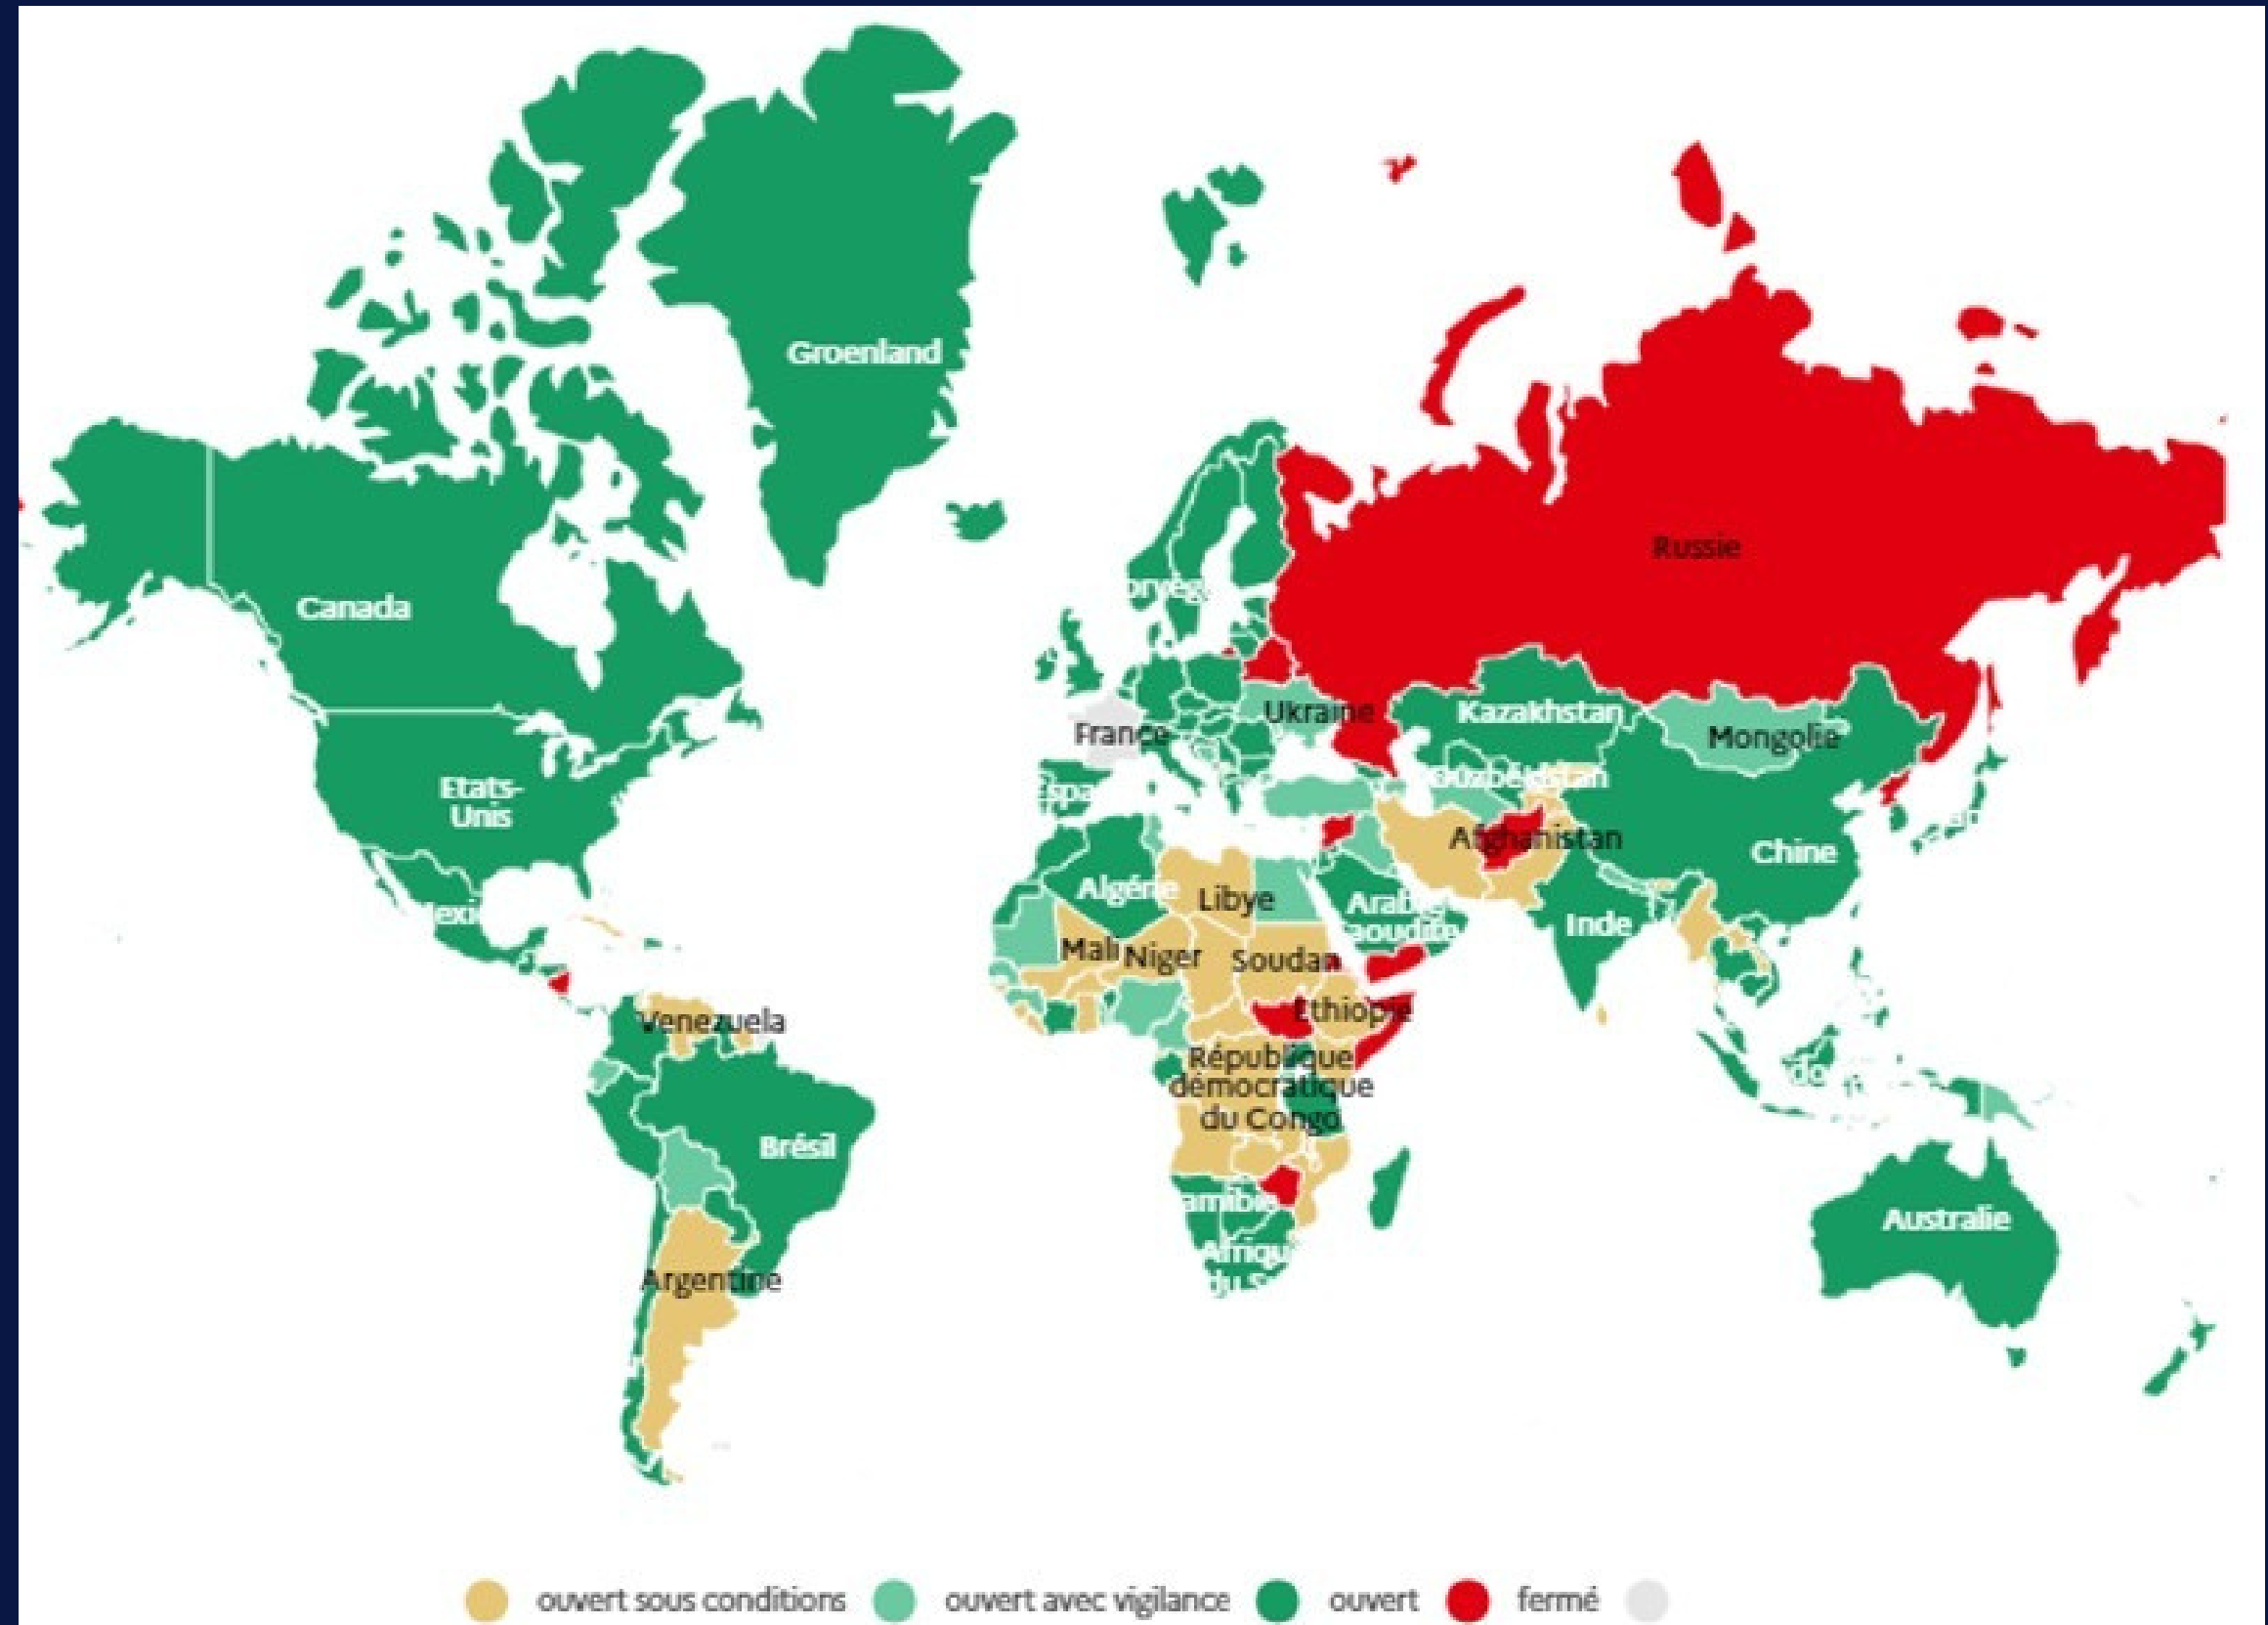 Groenland
Russie
Canada
Ukraine
Kazakhstan
France
Mongolie
Etats-
Unis
Afghanistan
Chine
Algérie
Libye
Inde
Mali
Niger
Soudan
Ethiopie
Venezuela
République
démocratique
du Congo
Brésil
Australie
Argentine
ouvert sous conditions
ouvert avec vigilance
ouvert
fermé